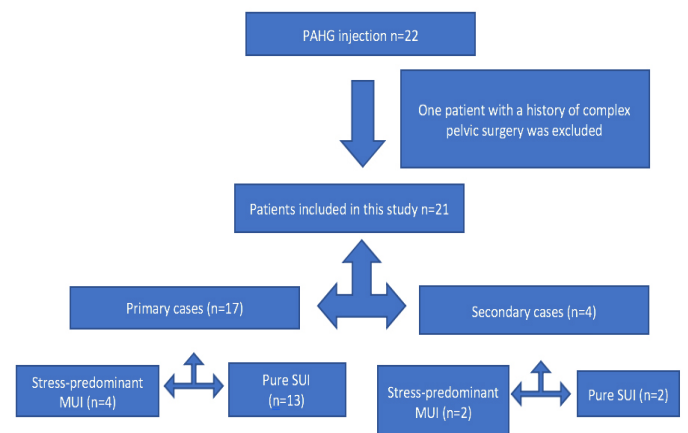 PAHG injection n=22
One patient with a history of complex
pelvic surgery was excluded
Patients included in this study n=21
Primary cases (n=17)
Secondary cases (n=4)
Stress-predominant
MUI (n=4)
Pure SUI
(n=13)
Stress-predominant
MUI (n=2)
Pure SUI (n=2)